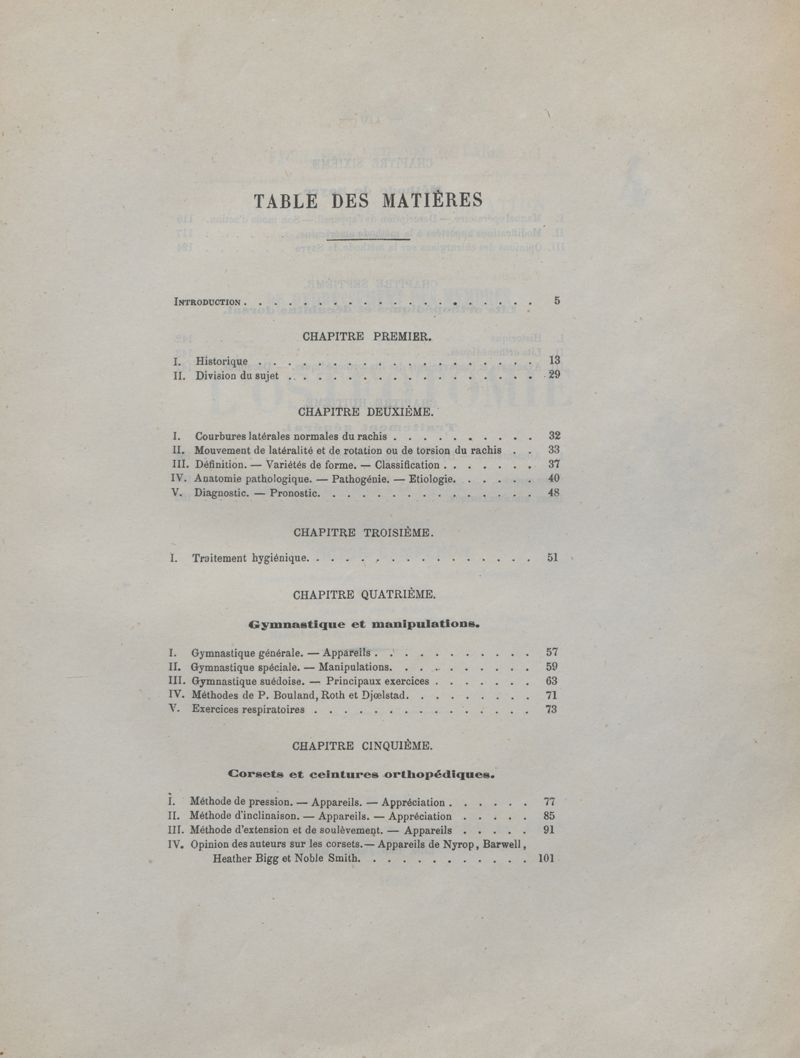 TABLE DES MATIÈRES
INTRODUCTION . . . . . . . . . . . . . . . . . . . . 5
CHAPITRE PREMIER.
I. Historique . . . . . . . . . . . . . . . . . . . 13
II. Division du sujet . . . . . . . . . . . . . . . . . 29
CHAPITRE DEUXIÈME.
I. Courbures latérales normales du rachis . . . . . . . . . . 32
II. Mouvement de latéralité et de rotation ou de torsion du rachis . . 33
III. Définition. — Variétés de forme. — Classification . . . . . . . 37
IV. Anatomie pathologique. — Pathogénie. — Etiologie. . . . . . 40
V. Diagnostic. — Pronostic. . . . . . . . . . . . . . . 48
CHAPITRE TROISIÈME.
I. Traitement hygiénique. . . . . . . . . . . . . . . . 51
CHAPITRE QUATRIÈME.
Gymnastique et manipulations.
I. Gymnastique générale. — Appareils . . . . . . . . . . . 57
II. Gymnastique spéciale. — Manipulations. . . . . . . . . . 59
III. Gymnastique suédoise. — Principaux exercices . . . . . . . 63
IV. Méthodes de P. Bouland, Roth et Djœlstad. . . . . . . . . 71
V. Exercices respiratoires . . . . . . . . . . . . . . . 73
CHAPITRE CINQUIÈME.
Corsets et ceintures orthopédiques.
I. Méthode de pression. — Appareils. — Appréciation . . . . . . 77
II. Méthode d'inclinaison. — Appareils. — Appréciation . . . . . 85
III. Méthode d'extension et de soulèvement. — Appareils . . . . . 91
IV. Opinion des auteurs sur les corsets. — Appareils de Nyrop, Barwell,
Heather Bigg et Noble Smith. . . . . . . . . . . . 101